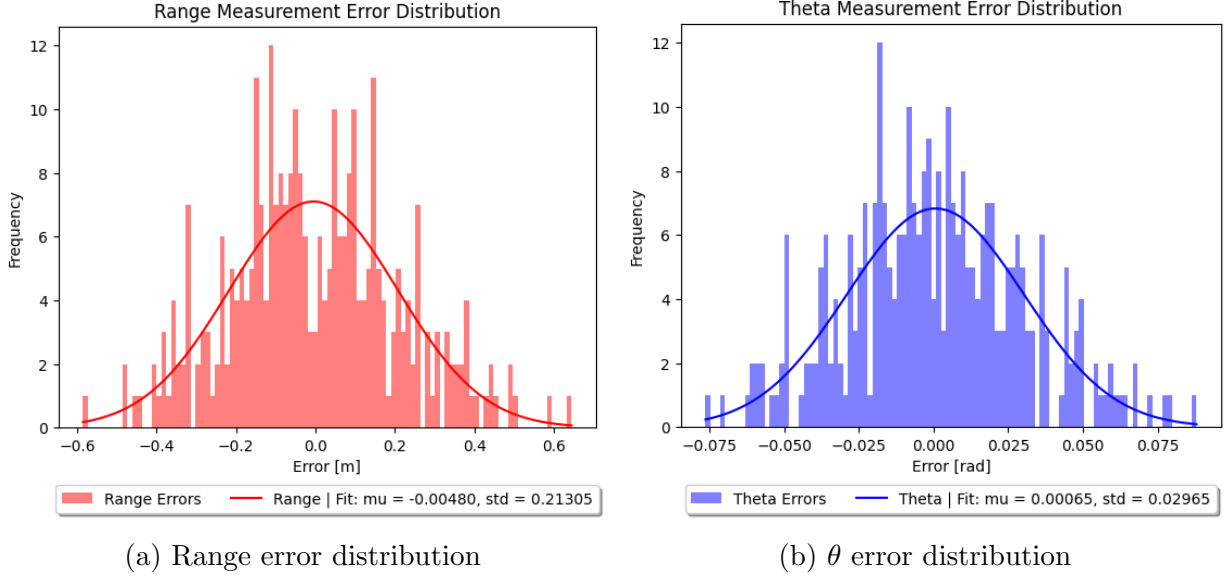 Range Measurement Error Distribution
12
10
8
6
4
2
0
Frequency
−0.6
−0.4
−0.2
0.0
0.2
0.4
0.6
Error [m]
Range Errors
Range | Fit: mu = -0.00480, std = 0.21305
(a) Range error distribution
Theta Measurement Error Distribution
12
10
8
6
4
2
0
Frequency
−0.075
−0.050
−0.025
0.000
0.025
0.050
0.075
Error [rad]
Theta Errors
Theta | Fit: mu = 0.00065, std = 0.02965
(b) θ error distribution